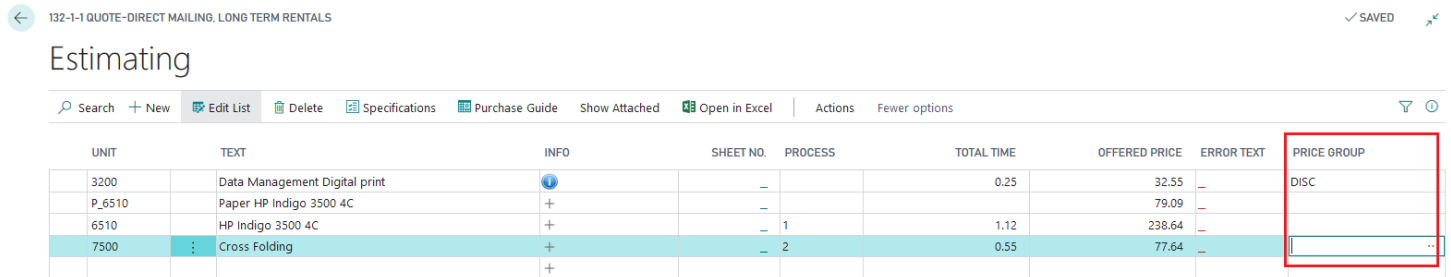 132-1-1 QUOTE-DIRECT MAILING, LONG TERM RENTALS ✓ SAVED
Estimating
Search + New Edit List Delete Specifications Purchase Guide Show Attached Open in Excel Actions Fewer options
UNIT TEXT INFO SHEET NO. PROCESS TOTAL TIME OFFERED PRICE ERROR TEXT PRICE GROUP
3200 Data Management Digital print _ 0.25 32.55 _ DISC
P_6510 Paper HP Indigo 3500 4C + _ 79.09 _
6510 HP Indigo 3500 4C + _ 1 1.12 238.64 _
7500 Cross Folding + _ 2 0.55 77.64 _
+